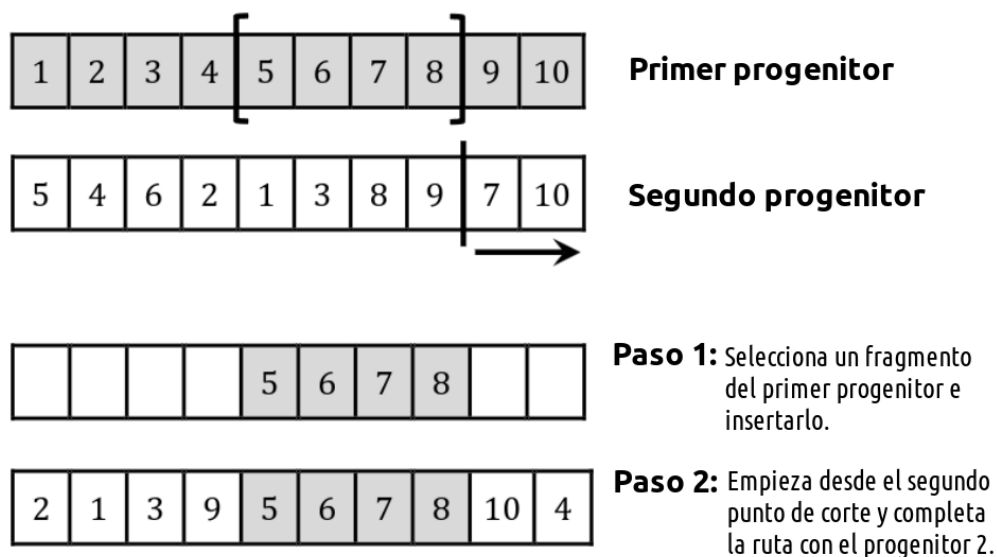 1 2 3 4 5 6 7 8 9 10 Primer progenitor
5 4 6 2 1 3 8 9 7 10 Segundo progenitor
5 6 7 8
Paso 1: Selecciona un fragmento
del primer progenitor e
insertarlo.
2 1 3 9 5 6 7 8 10 4
Paso 2: Empieza desde el segundo
punto de corte y completa
la ruta con el progenitor 2.